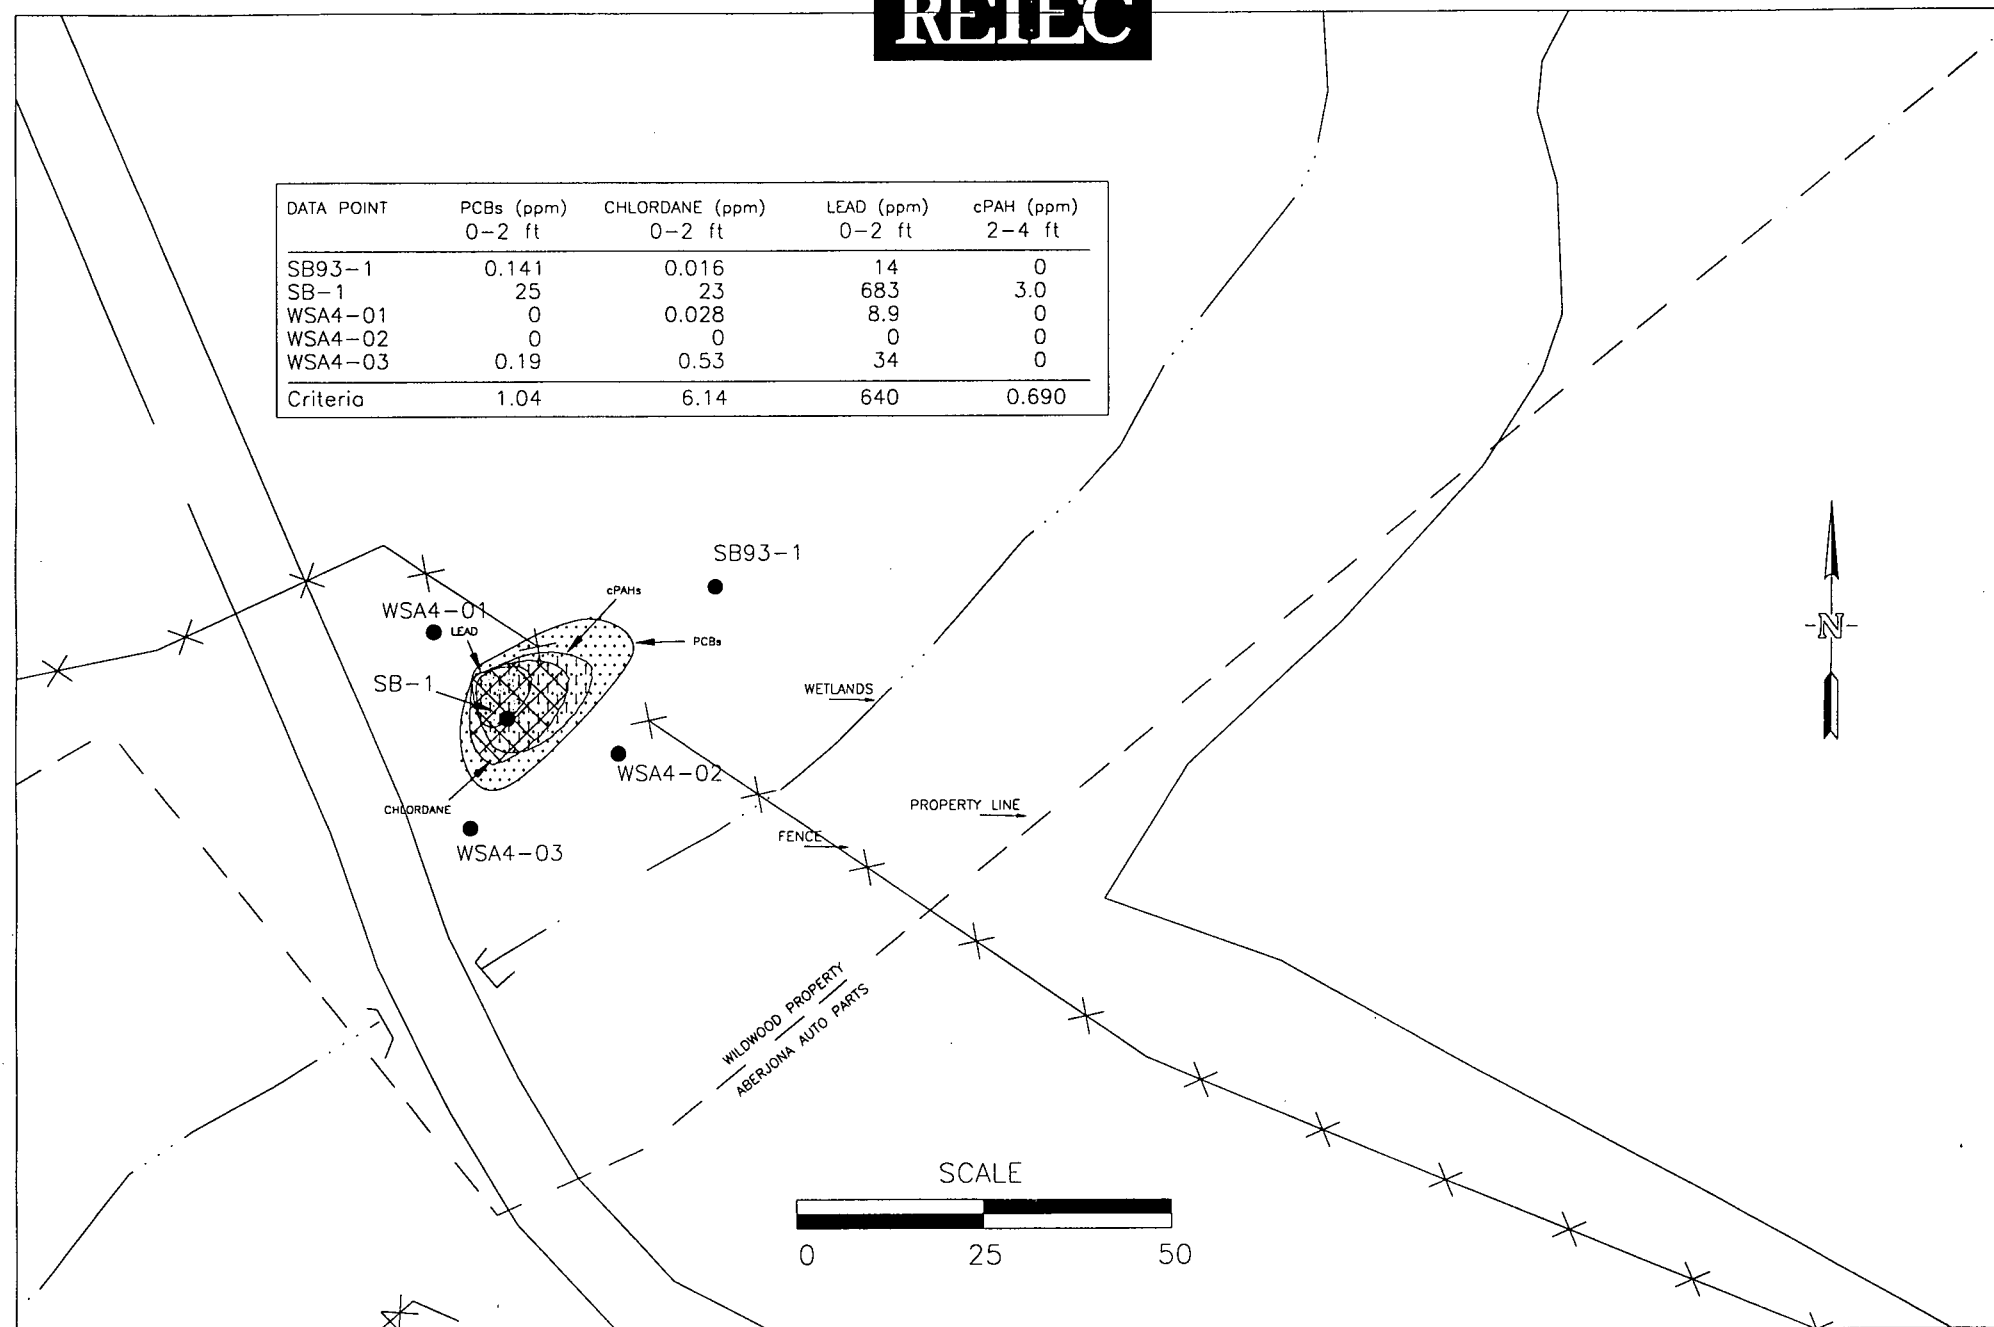 RETEC
DATA POINT PCBs (ppm) CHLORDANE (ppm) LEAD (ppm) cPAH (ppm)
0-2 ft 0-2 ft 0-2 ft 2-4 ft
SB93-1 0.141 0.016 14 0
SB-1 25 23 683 3.0
WSA4-01 0 0.028 8.9 0
WSA4-02 0 0 0 0
WSA4-03 0.19 0.53 34 0
Criteria 1.04 6.14 640 0.690
SB93-1
cPAHs
WSA4-01
LEAD
PCBs
SB-1
WETLANDS
N
WSA4-02
CHLORDANE
PROPERTY LINE
FENCE
WSA4-03
WILDWOOD PROPERTY
ABERJONA AUTO PARTS
SCALE
0 25 50